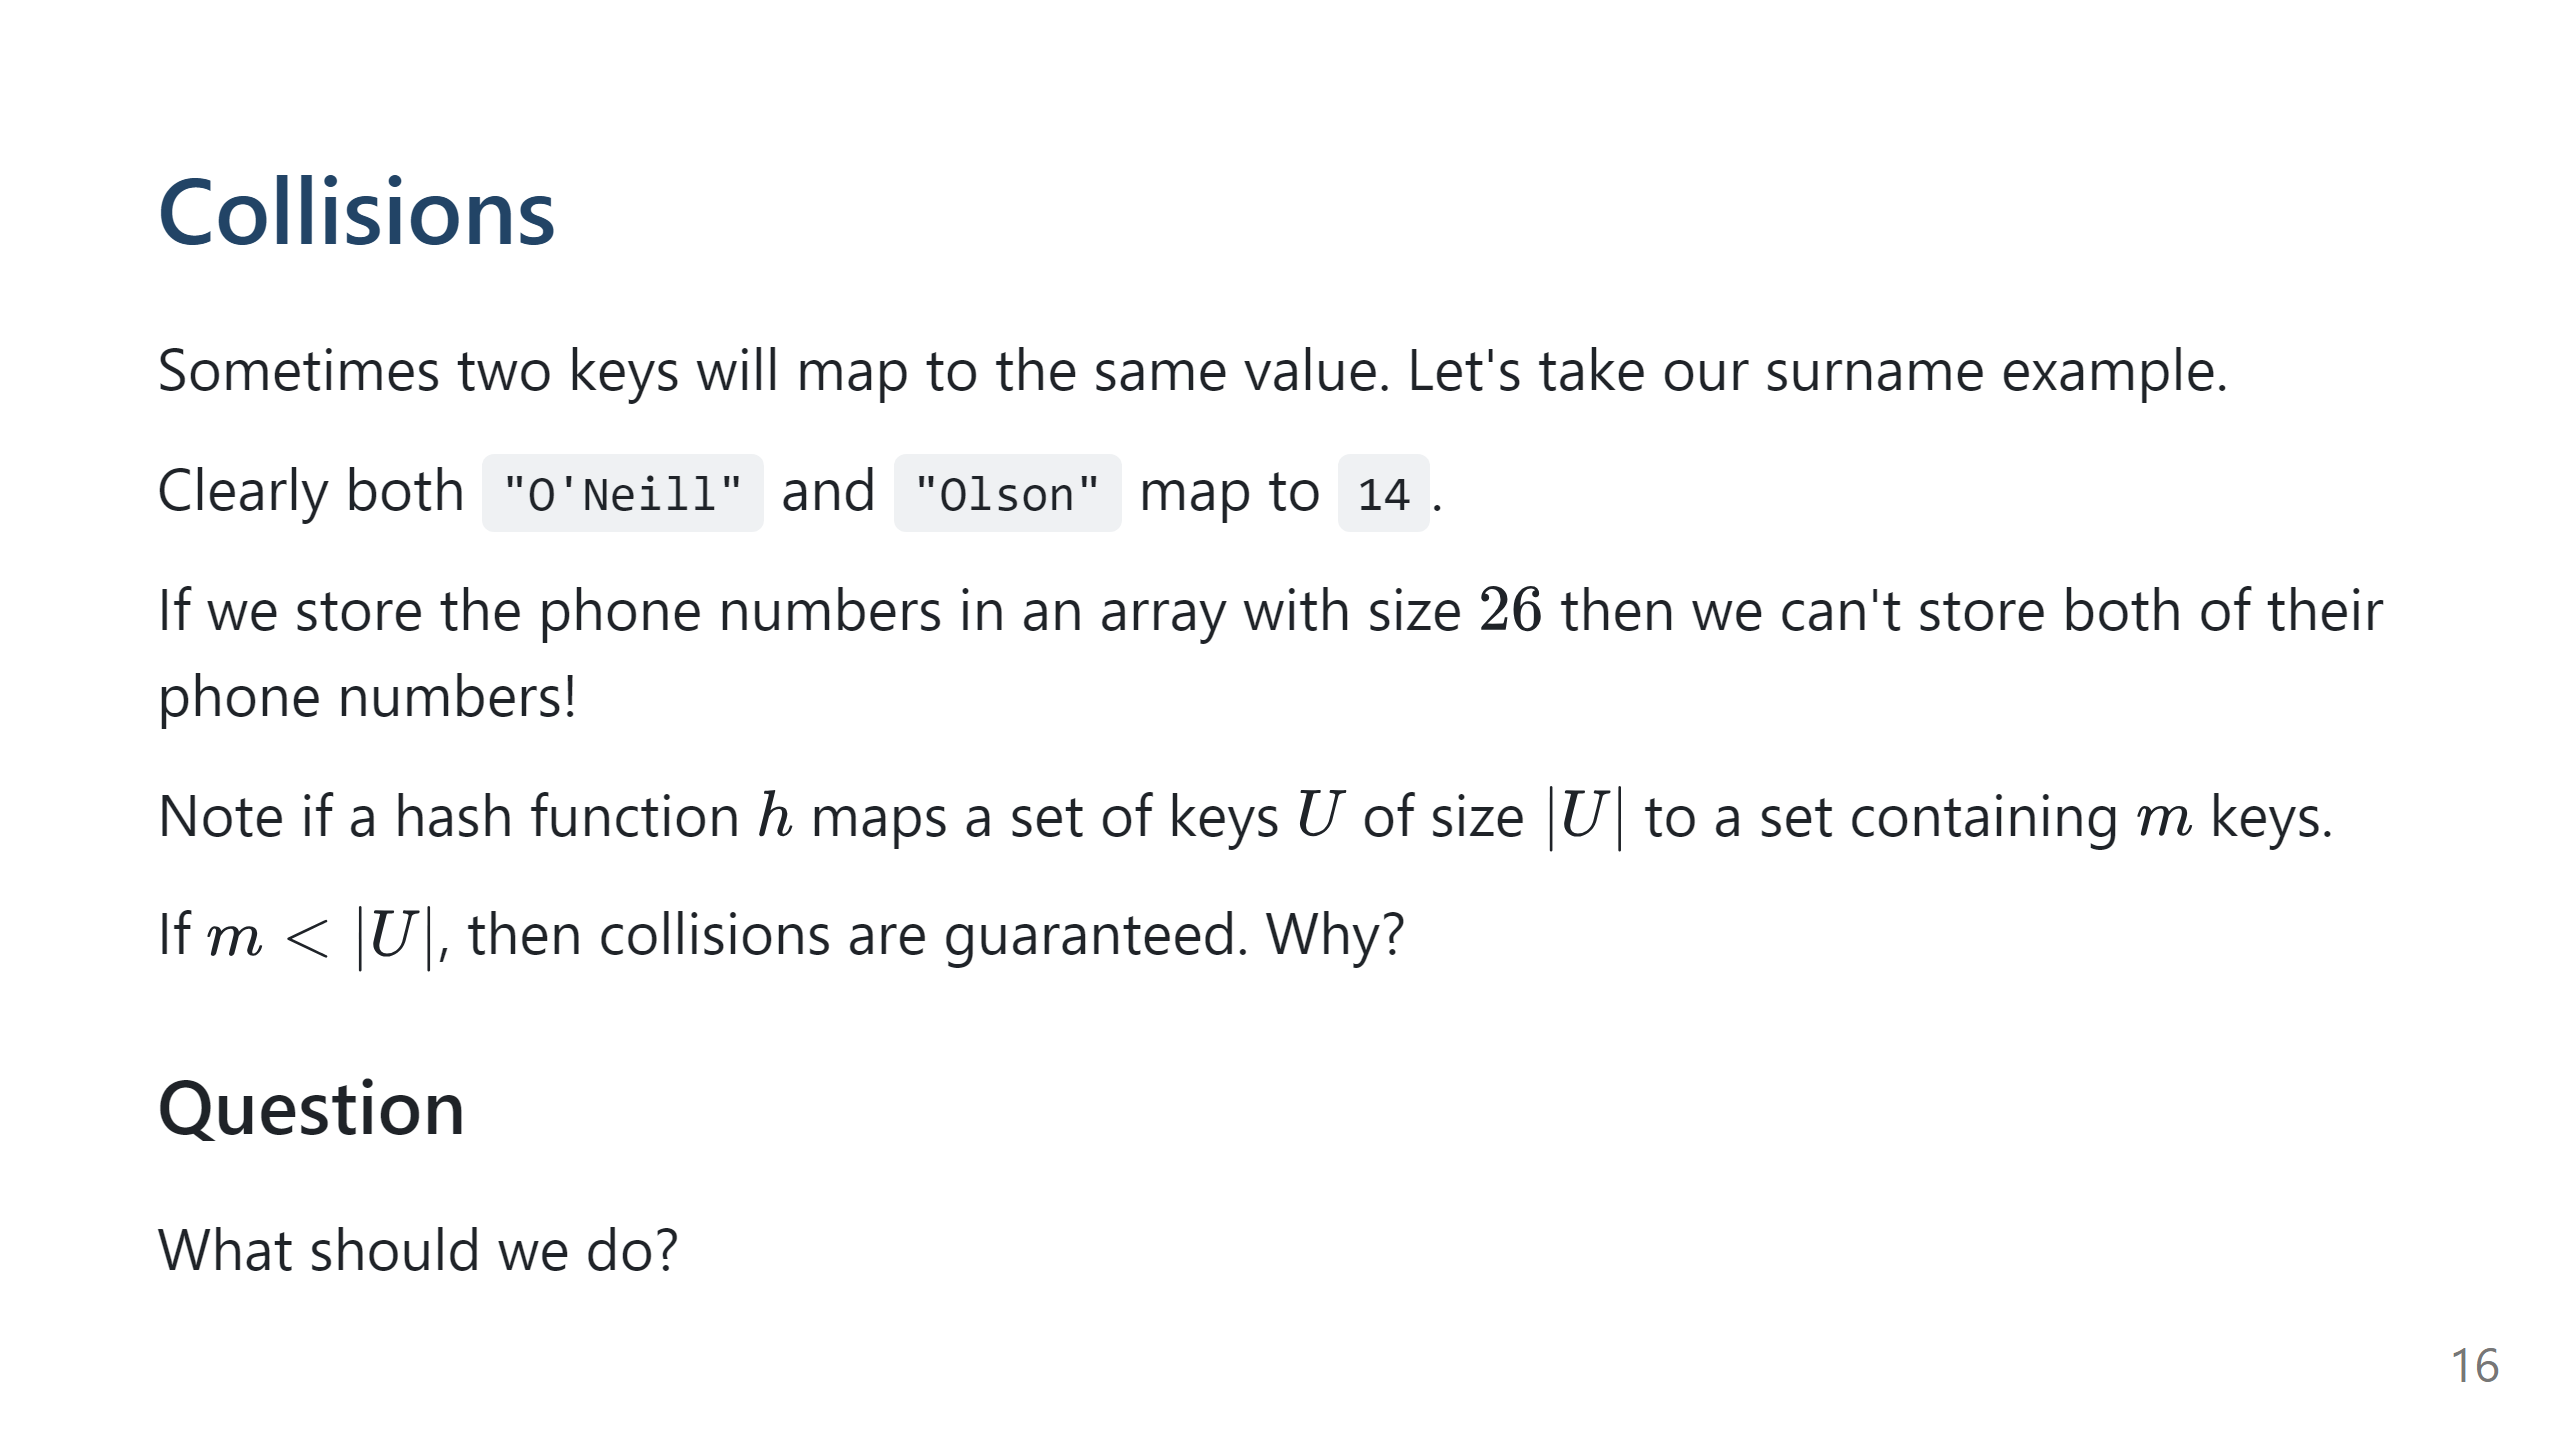 Collisions
Sometimes two keys will map to the same value. Let's take our surname example.
Clearly both "O'Neill" and "Olson" map to 14.
If we store the phone numbers in an array with size 26 then we can't store both of their
phone numbers!
Note if a hash function h maps a set of keys U of size |U| to a set containing m keys.
If m < |U|, then collisions are guaranteed. Why?
Question
What should we do?
16